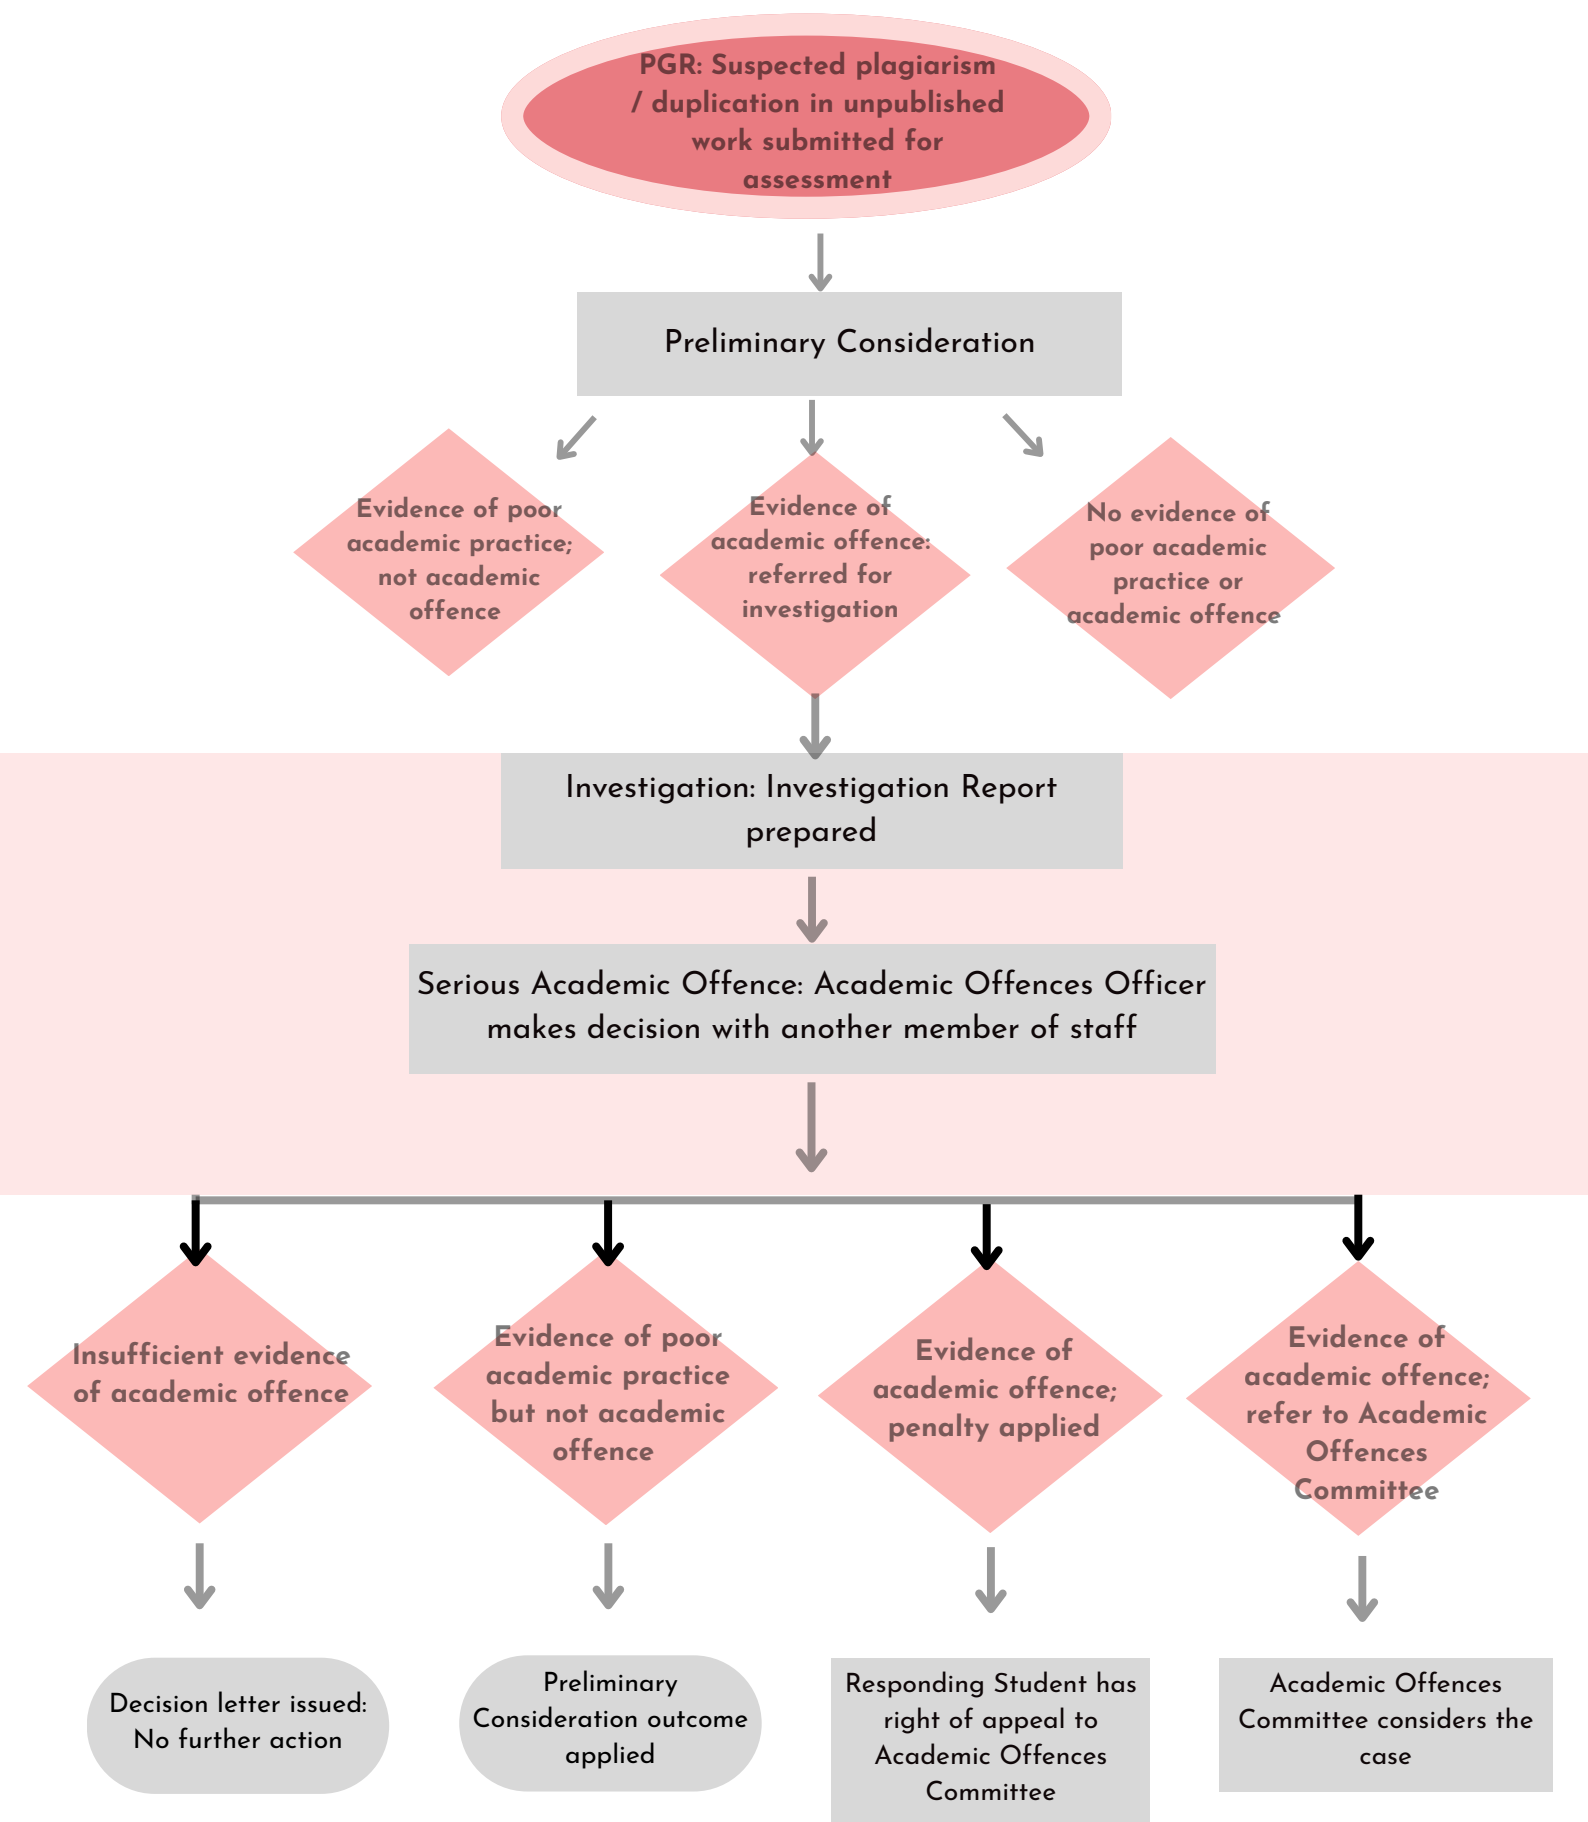 PGR: Suspected plagiarism
/ duplication in unpublished
work submitted for
assessment
Preliminary Consideration
Evidence of poor
academic practice;
not academic
offence
Evidence of
academic offence:
referred for
investigation
No evidence of
poor academic
practice or
academic offence
Investigation: Investigation Report
prepared
Serious Academic Offence: Academic Offences Officer
makes decision with another member of staff
Insufficient evidence
of academic offence
Evidence of poor
academic practice
but not academic
offence
Evidence of
academic offence;
penalty applied
Evidence of
academic offence;
refer to Academic
Offences
Committee
Decision letter issued:
No further action
Preliminary
Consideration outcome
applied
Responding Student has
right of appeal to
Academic Offences
Committee
Academic Offences
Committee considers the
case